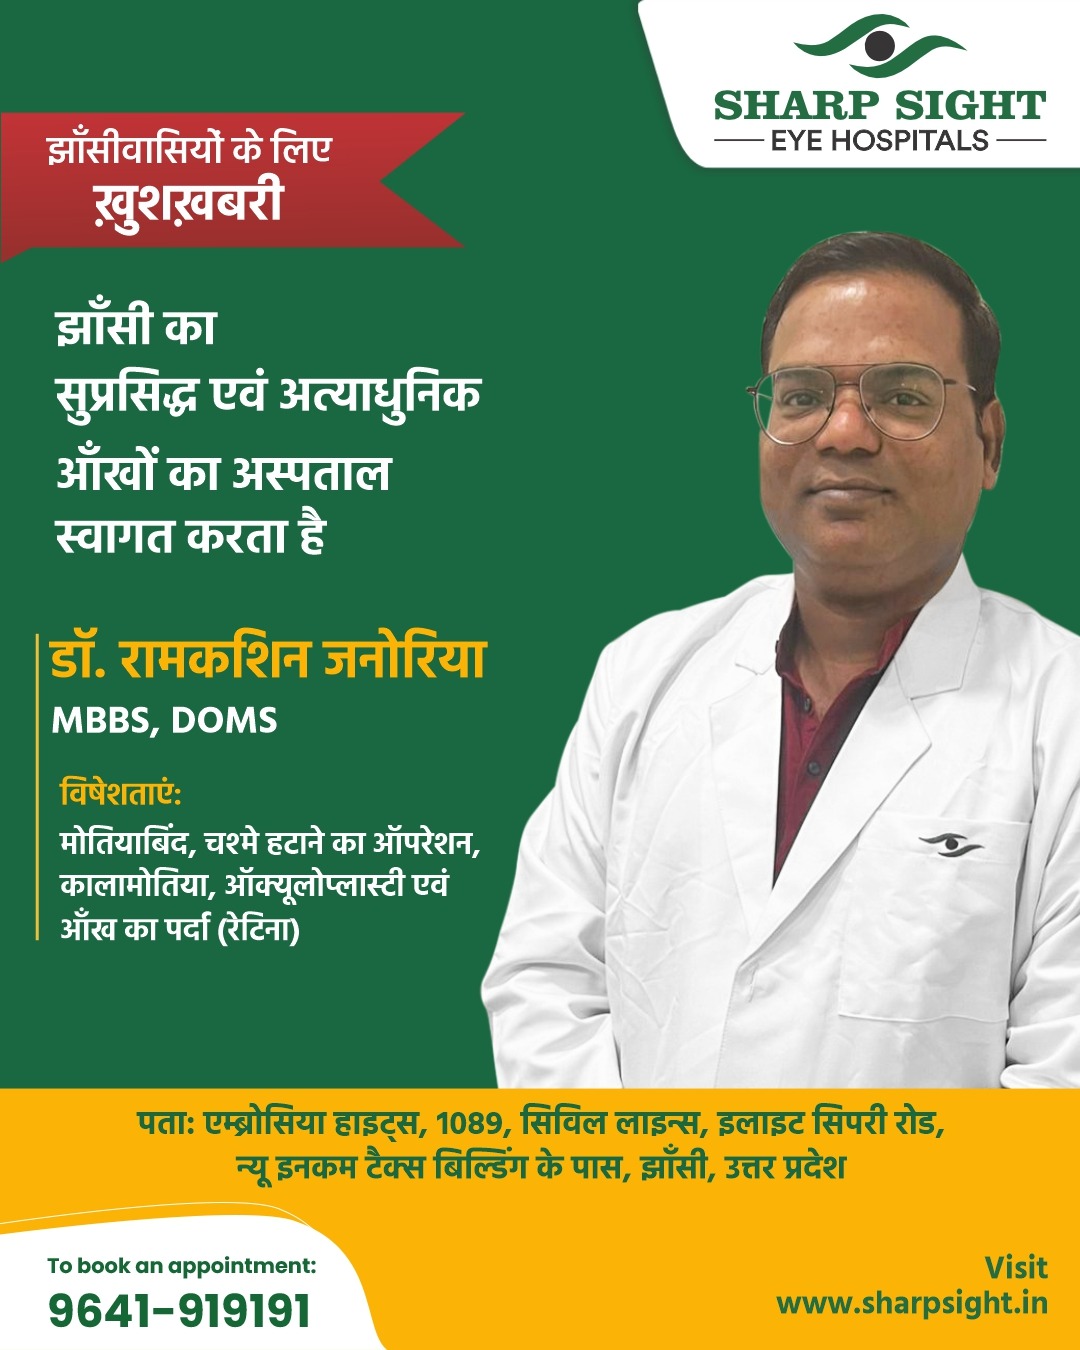 SHARP SIGHT
EYE HOSPITALS
झाँसीवासियों के लिए
ख़ुशख़बरी
झाँसी का
सुप्रसिद्ध एवं अत्याधुनिक
आँखों का अस्पताल
स्वागत करता है
डॉ. रामकशिन जनोरिया
MBBS, DOMS
विषेशताएं:
मोतियाबिंद, चश्मे हटाने का ऑपरेशन,
कालामोतिया, ऑक्यूलोप्लास्टी एवं
आँख का पर्दा (रेटिना)
पता: एम्ब्रोसिया हाइट्स, 1089, सिविल लाइन्स, इलाइट सिपरी रोड,
न्यू इनकम टैक्स बिल्डिंग के पास, झाँसी, उत्तर प्रदेश
To book an appointment:
9641-919191
Visit
www.sharpsight.in